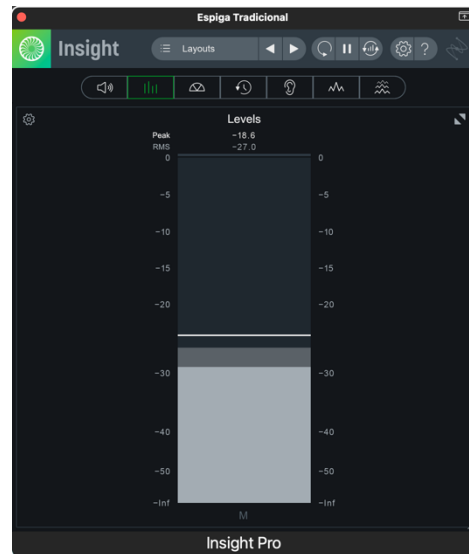 Espiga Tradicional
Insight
Layouts
?
Levels
Peak -18.6
RMS -27.0
0 0
-5 -5
-10 -10
-15 -15
-20 -20
-30 -30
-40 -40
-50 -50
-Inf -Inf
M
Insight Pro